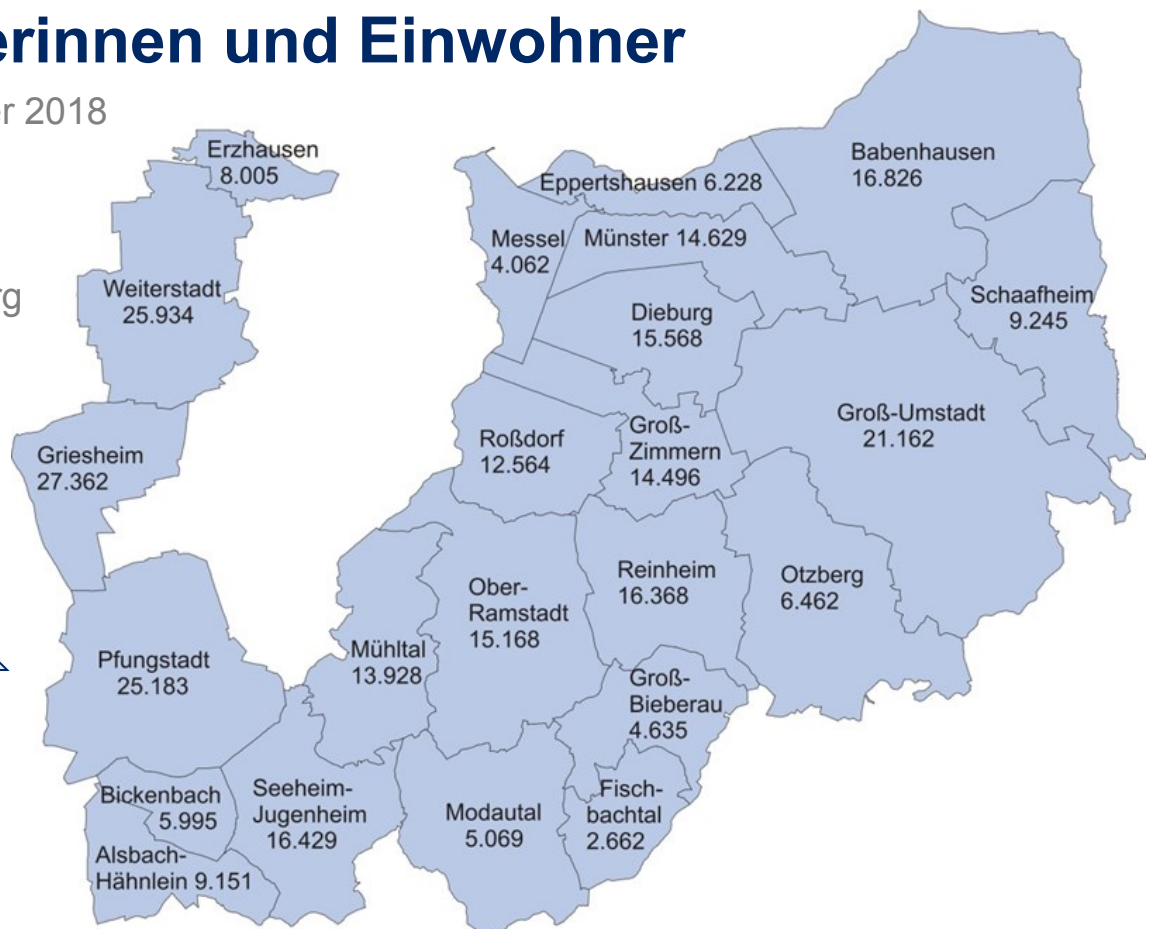 erinnen und Einwohner
er 2018
Erzhausen
8.005
Babenhausen
16.826
Eppertshausen 6.228
Messel
4.062
Münster 14.629
rg
Weiterstadt
25.934
Schaafheim
9.245
Dieburg
15.568
Groß-Umstadt
21.162
Griesheim
27.362
Roßdorf
12.564
Groß-
Zimmern
14.496
Reinheim
16.368
Otzberg
6.462
Ober-
Ramstadt
15.168
Mühltal
13.928
Pfungstadt
25.183
Groß-
Bieberau
4.635
Bickenbach
5.995
Seeheim-
Jugenheim
16.429
Modautal
5.069
Fisch-
bachtal
2.662
Alsbach-
Hähnlein 9.151